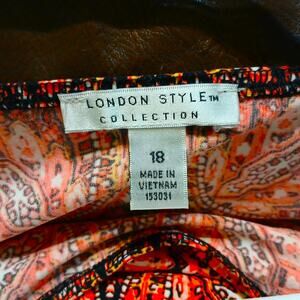 LONDON STYLE™
COLLECTION
18
MADE IN
VIETNAM
153031